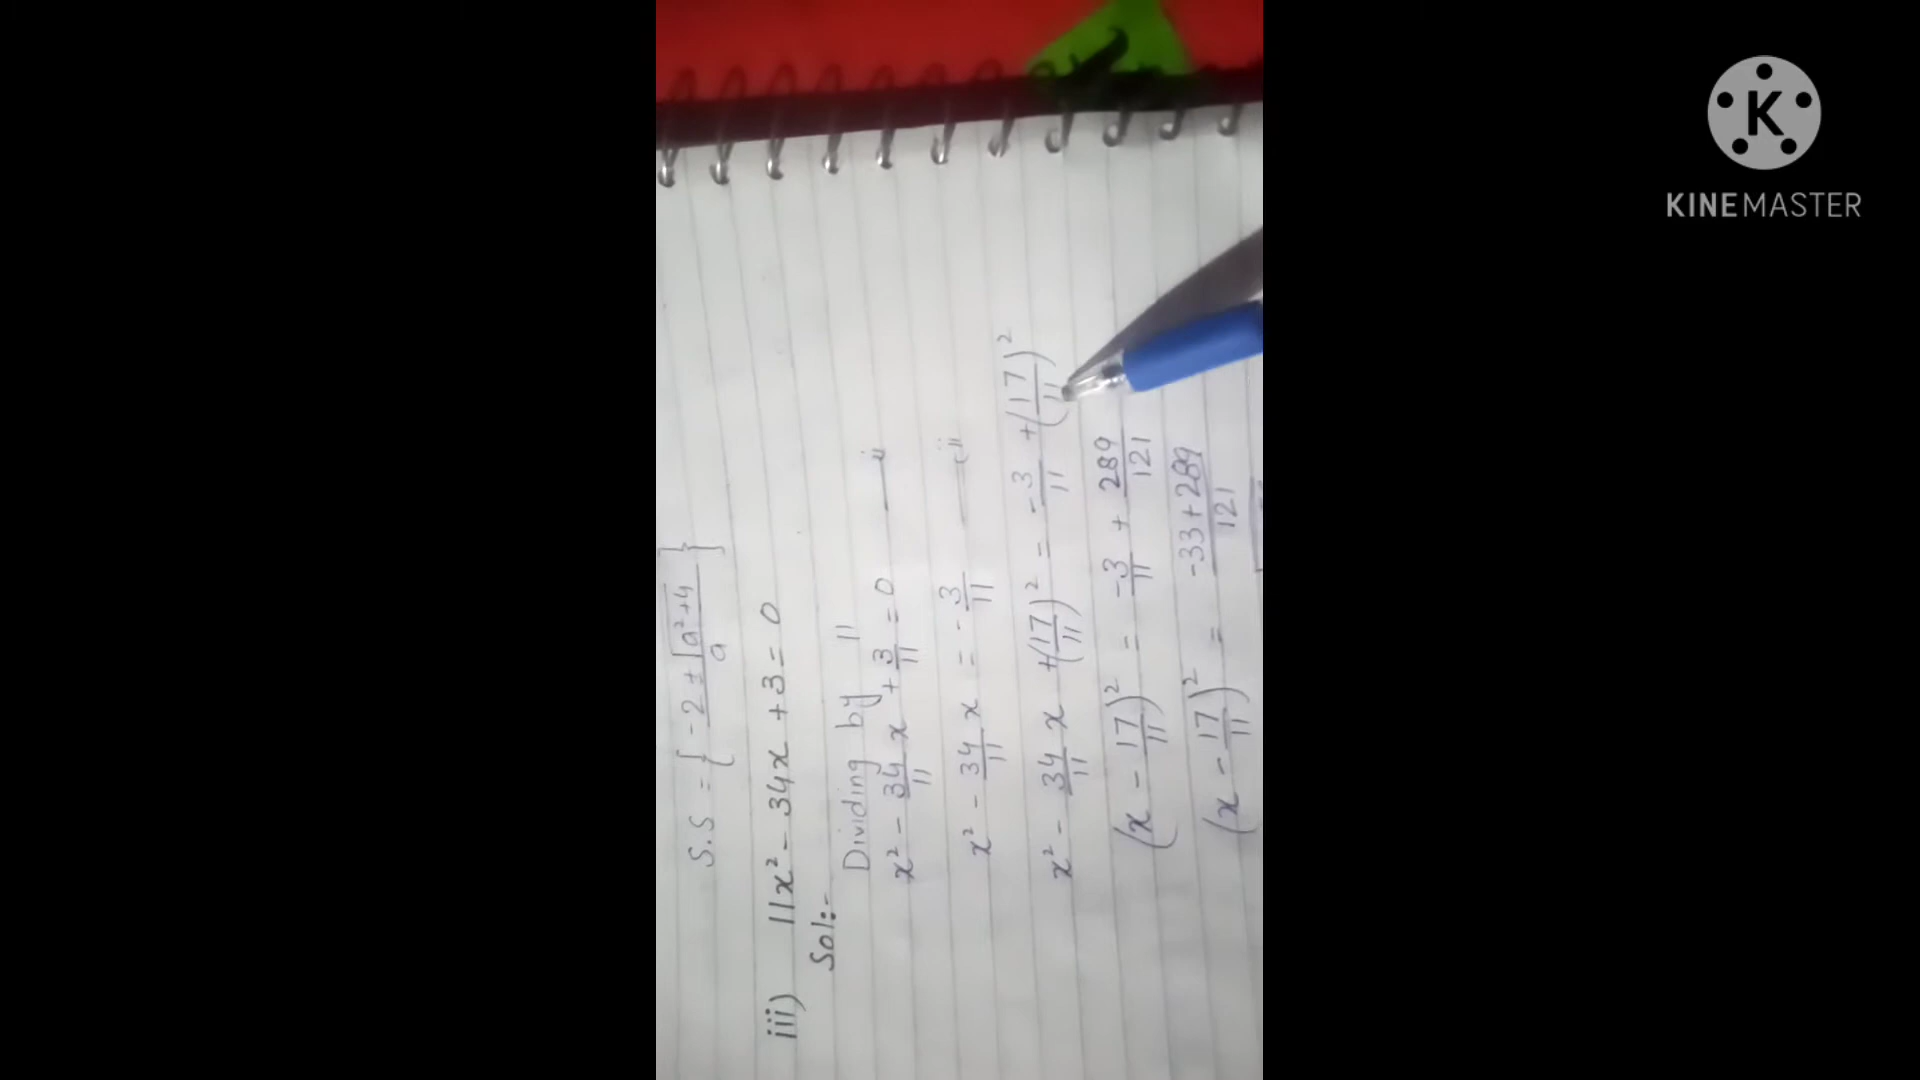 S.S = { -2 ± √a²+4 / a }
iii) 11x² - 34x + 3 = 0
Sol:-
Dividing by 11
x² - 34/11 x + 3/11 = 0 — i
x² - 34/11 x = - 3/11 — ii
x² - 34/11 x + (17/11)² = - 3/11 + (17/11)²
(x - 17/11)² = -3/11 + 289/121
(x - 17/11)² = -33+289/121
K
KINEMASTER